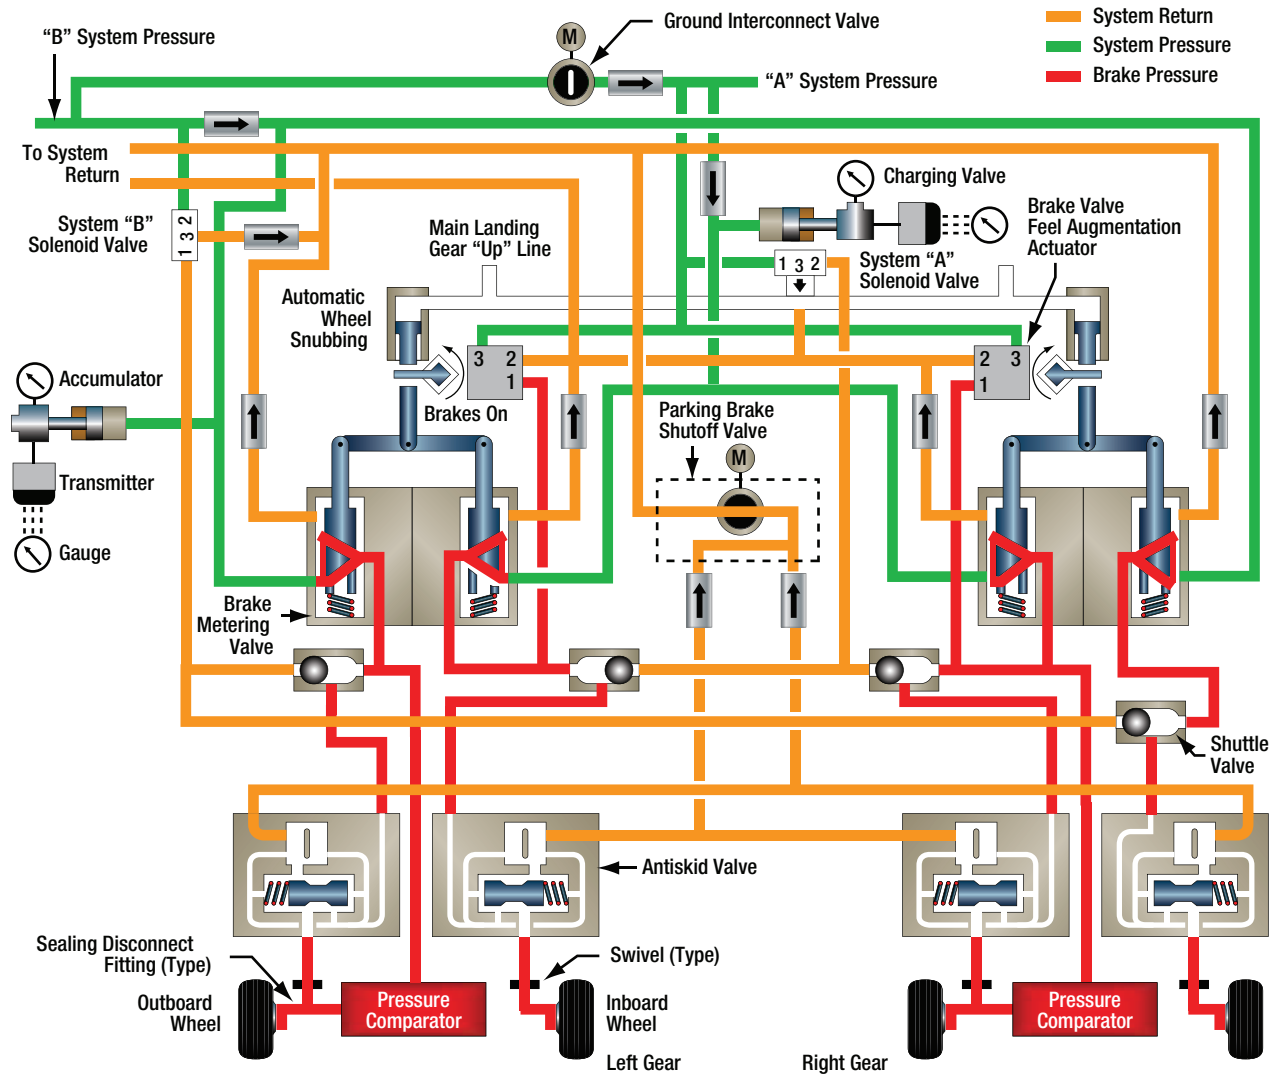 Ground Interconnect Valve
System Return
“B” System Pressure
M
System Pressure
Brake Pressure
“A” System Pressure
To System
Return
Charging Valve
System “B”
Solenoid Valve
1 3 2
Main Landing
Gear “Up” Line
Brake Valve
Feel Augmentation
Actuator
1 3 2
System “A”
Solenoid Valve
Automatic
Wheel
Snubbing
3 2
1
2 3
1
Accumulator
Brakes On
Parking Brake
Shutoff Valve
M
Transmitter
Gauge
Brake
Metering
Valve
Shuttle
Valve
Antiskid Valve
Sealing Disconnect
Fitting (Type)
Swivel (Type)
Outboard
Wheel
Pressure
Comparator
Inboard
Wheel
Pressure
Comparator
Left Gear
Right Gear